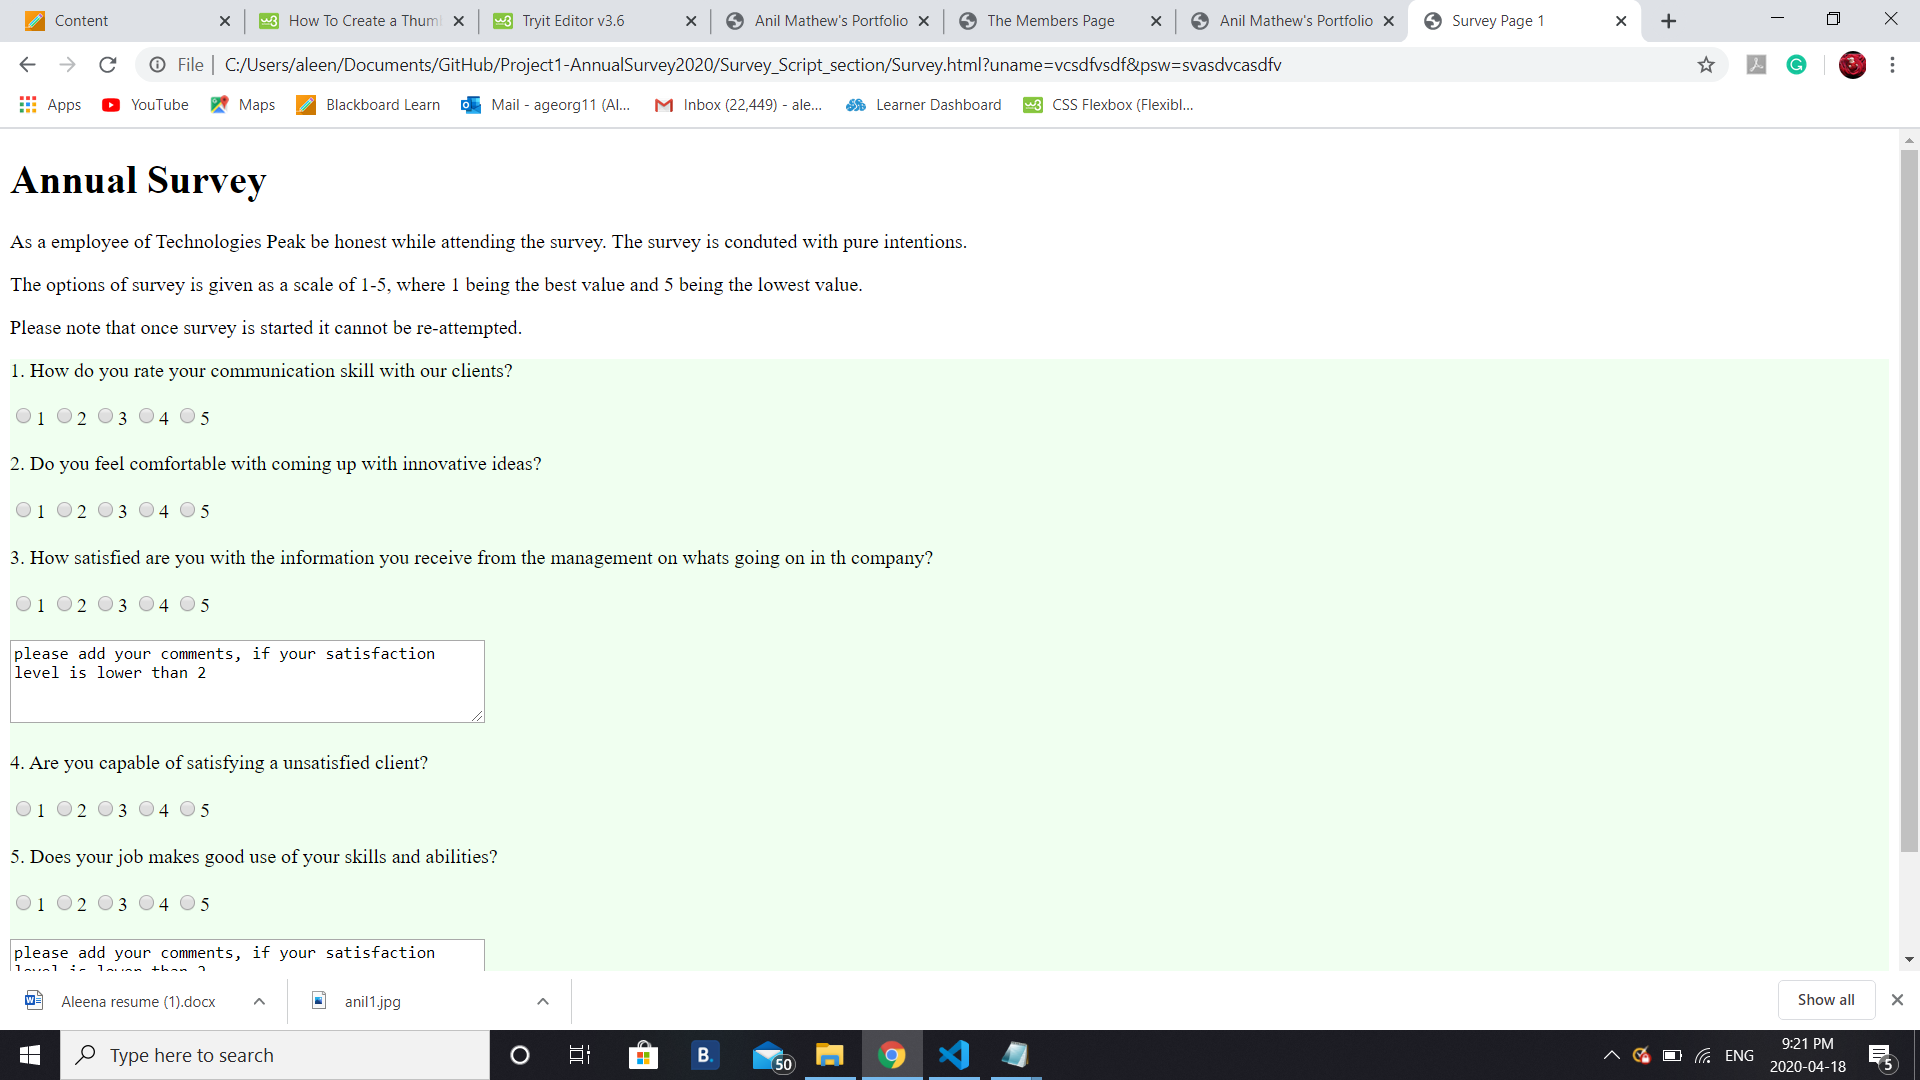 Content
How To Create a Thum
Tryit Editor v3.6
Anil Mathew's Portfolio
The Members Page
Anil Mathew's Portfolio
Survey Page 1
File
C:/Users/aleen/Documents/GitHub/Project1-AnnualSurvey2020/Survey_Script_section/Survey.html?uname=vcsdfvsdf&psw=svasdvcasdfv
Apps
YouTube
Maps
Blackboard Learn
Mail - ageorg11 (Al...
Inbox (22,449) - ale...
Learner Dashboard
CSS Flexbox (Flexibl...
Annual Survey
As a employee of Technologies Peak be honest while attending the survey. The survey is conduted with pure intentions.
The options of survey is given as a scale of 1-5, where 1 being the best value and 5 being the lowest value.
Please note that once survey is started it cannot be re-attempted.
1. How do you rate your communication skill with our clients?
1 2 3 4 5
2. Do you feel comfortable with coming up with innovative ideas?
1 2 3 4 5
3. How satisfied are you with the information you receive from the management on whats going on in th company?
1 2 3 4 5
please add your comments, if your satisfaction
level is lower than 2
4. Are you capable of satisfying a unsatisfied client?
1 2 3 4 5
5. Does your job makes good use of your skills and abilities?
1 2 3 4 5
please add your comments, if your satisfaction
level is lower than 2
Aleena resume (1).docx
anil1.jpg
Show all
Type here to search
B.
50
ENG
9:21 PM
2020-04-18
5